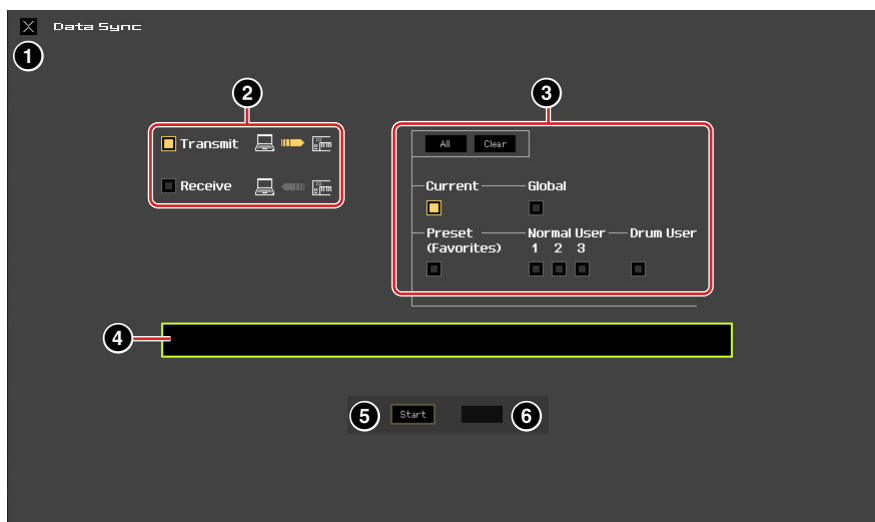 Data Sync
1
2
3
Transmit
Receive
All Clear
Current Global
Preset Normal User Drum User
(Favorites) 1 2 3
4
5 Start 6